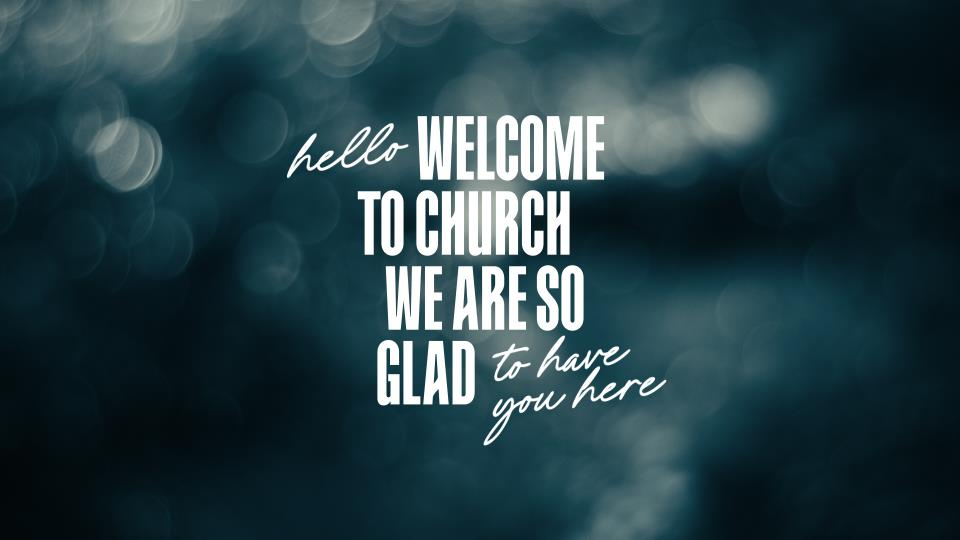 hello WELCOME
TO CHURCH
WE ARE SO
GLAD to have
you here